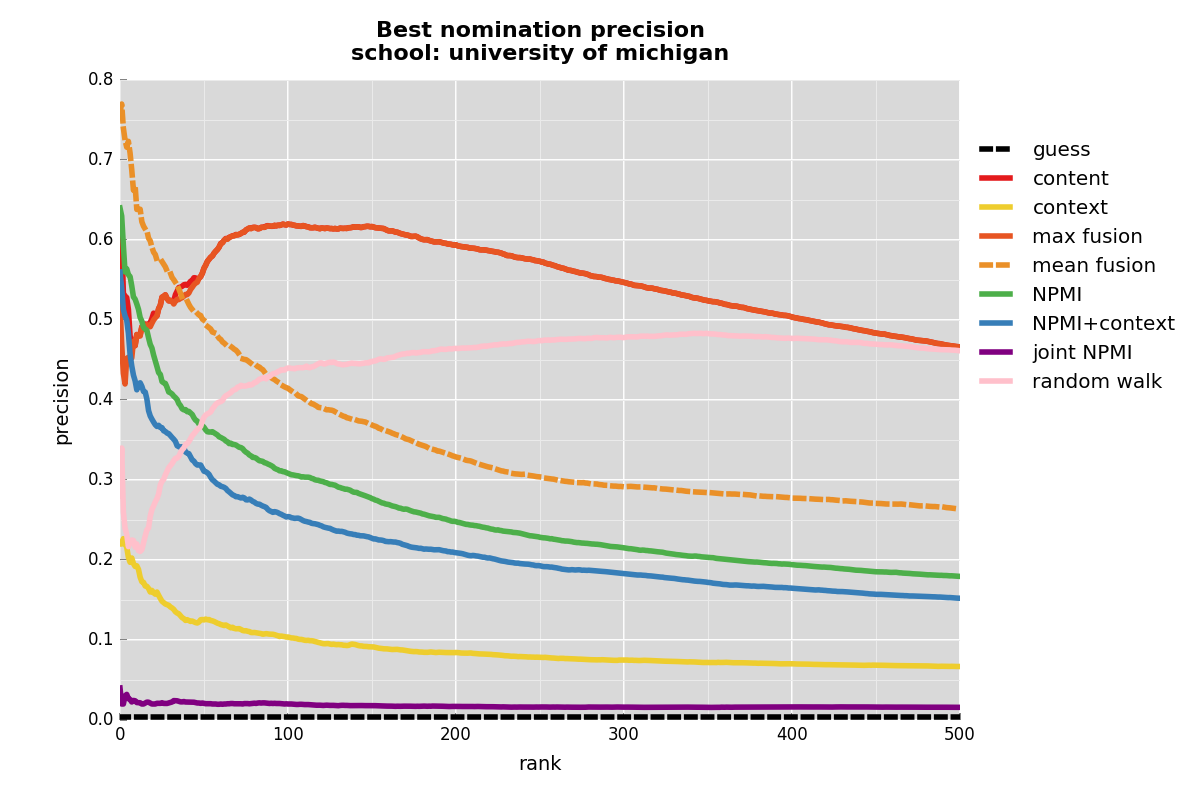 Best nomination precision
school: university of michigan
precision
0.8
0.7
0.6
0.5
0.4
0.3
0.2
0.1
0.0
0 100 200 300 400 500
rank
guess
content
context
max fusion
mean fusion
NPMI
NPMI+context
joint NPMI
random walk